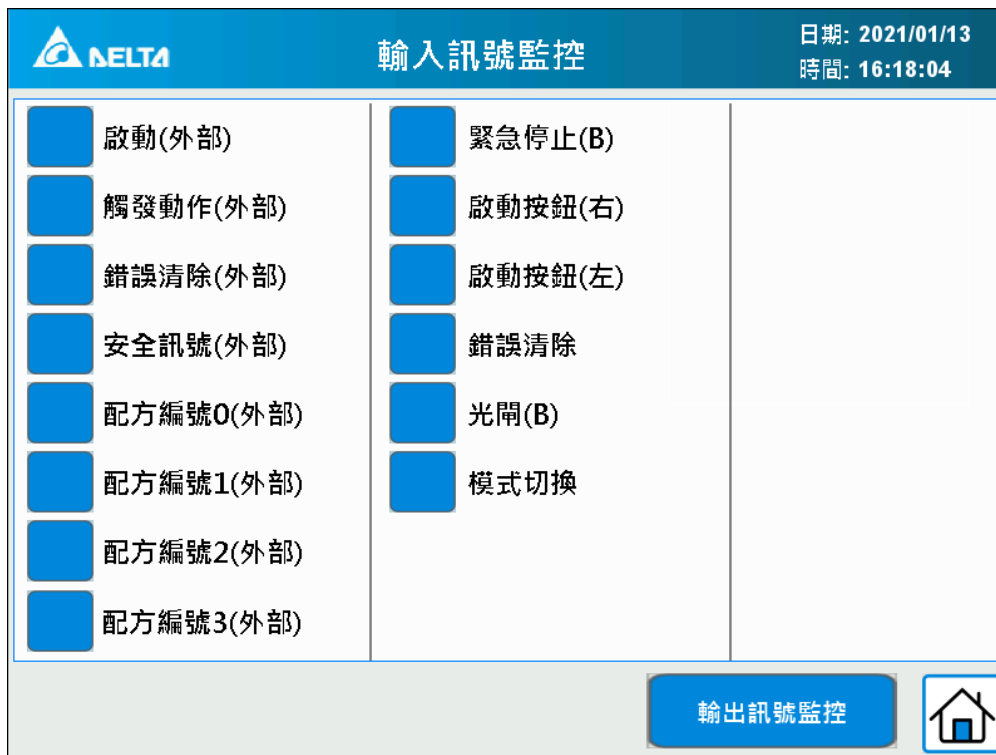 DELTA
輸入訊號監控
日期: 2021/01/13
時間: 16:18:04
啟動(外部)
觸發動作(外部)
錯誤清除(外部)
安全訊號(外部)
配方編號0(外部)
配方編號1(外部)
配方編號2(外部)
配方編號3(外部)
緊急停止(B)
啟動按鈕(右)
啟動按鈕(左)
錯誤清除
光閘(B)
模式切換
輸出訊號監控